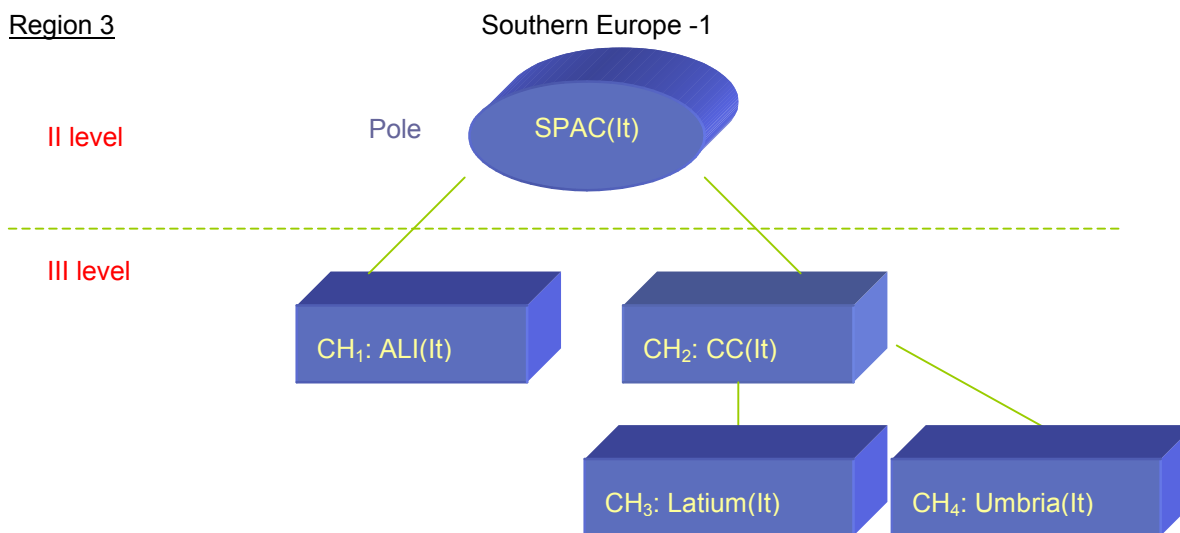 Region 3
Southern Europe -1
Pole
SPAC(It)
II level
III level
CH₁: ALI(It)
CH₂: CC(It)
CH₃: Latium(It)
CH₄: Umbria(It)